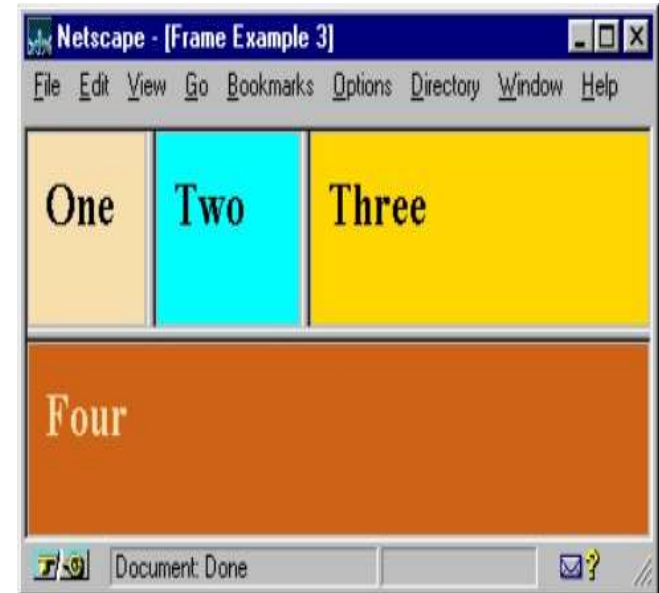 Netscape - [Frame Example 3]
File Edit View Go Bookmarks Options Directory Window Help
One Two Three
Four
Document: Done
?